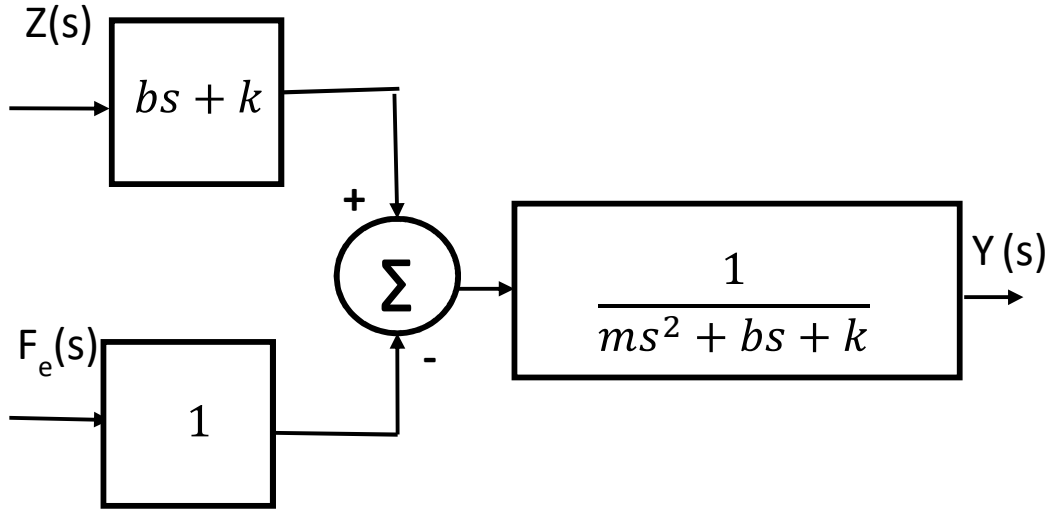 Z(s)
bs + k
+
Σ
1
ms² + bs + k
Y (s)
Fₑ(s)
-
1